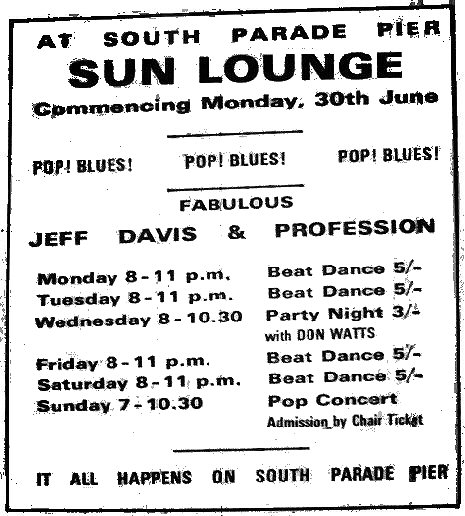 AT SOUTH PARADE PIER
SUN LOUNGE
Commencing Monday, 30th June
POP! BLUES! POP! BLUES! POP! BLUES!
FABULOUS
JEFF DAVIS & PROFESSION
Monday 8-11 p.m. Beat Dance 5/-
Tuesday 8-11 p.m. Beat Dance 5/-
Wednesday 8-10.30 Party Night 3/-
with DON WATTS
Friday 8-11 p.m. Beat Dance 5/-
Saturday 8-11 p.m. Beat Dance 5/-
Sunday 7-10.30 Pop Concert
Admission by Chair Ticket
IT ALL HAPPENS ON SOUTH PARADE PIER